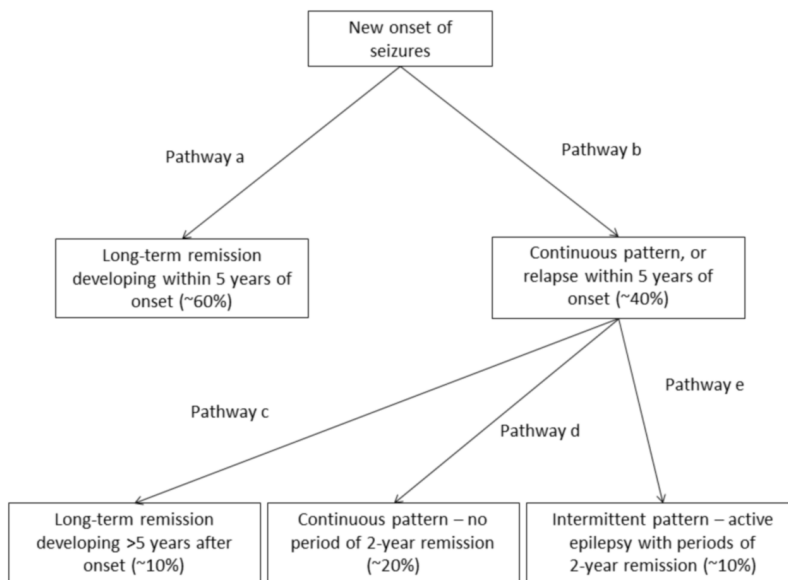 New onset of
seizures
Pathway a
Pathway b
Long-term remission
developing within 5 years of
onset (~60%)
Continuous pattern, or
relapse within 5 years of
onset (~40%)
Pathway c
Pathway d
Pathway e
Long-term remission
developing >5 years after
onset (~10%)
Continuous pattern – no
period of 2-year remission
(~20%)
Intermittent pattern – active
epilepsy with periods of
2-year remission (~10%)